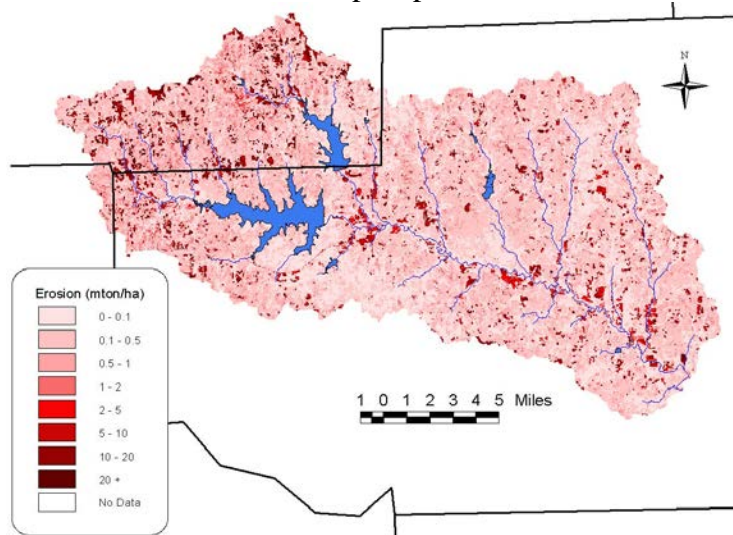 N
Erosion (mton/ha)
0 - 0.1
0.1 - 0.5
0.5 - 1
1 - 2
2 - 5
5 - 10
10 - 20
20 +
No Data
1 0 1 2 3 4 5 Miles